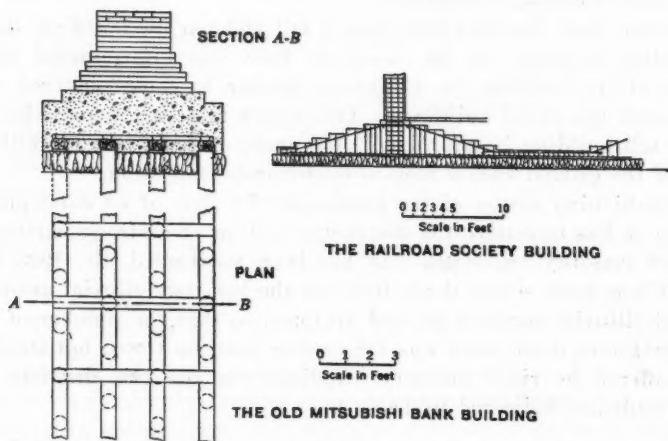 SECTION A-B
0 1 2 3 4 5 10
Scale in Feet
THE RAILROAD SOCIETY BUILDING
PLAN
A B
0 1 2 3
Scale in Feet
THE OLD MITSUBISHI BANK BUILDING